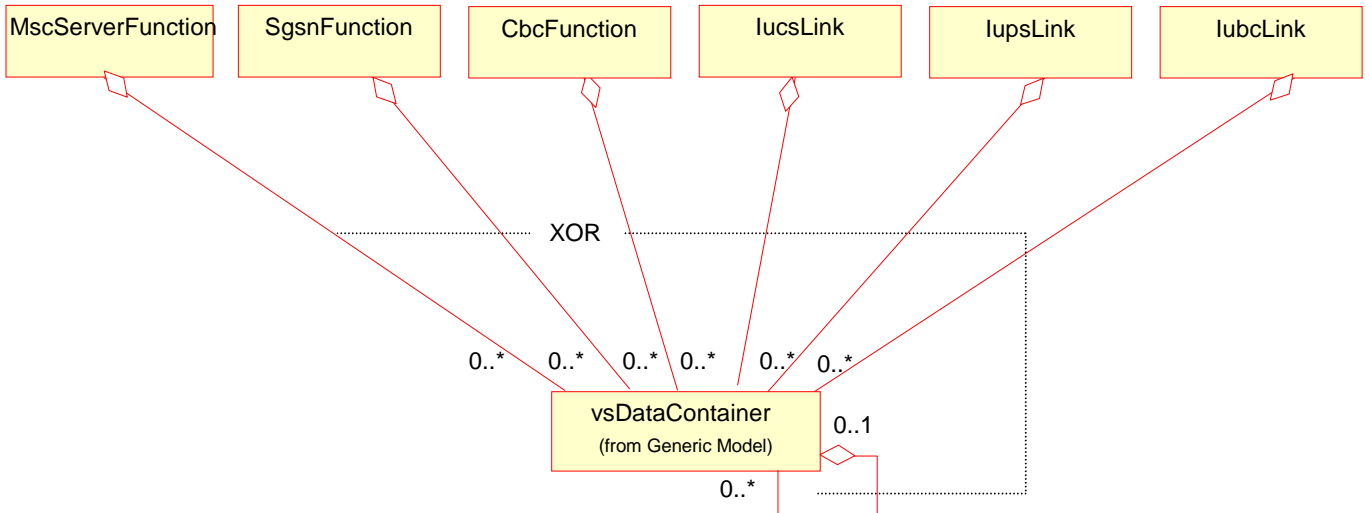 MscServerFunction
SgsnFunction
CbcFunction
IucsLink
IupsLink
IubcLink
XOR
0..*
0..*
0..*
0..*
0..*
0..*
vsDataContainer
(from Generic Model)
0..1
0..*